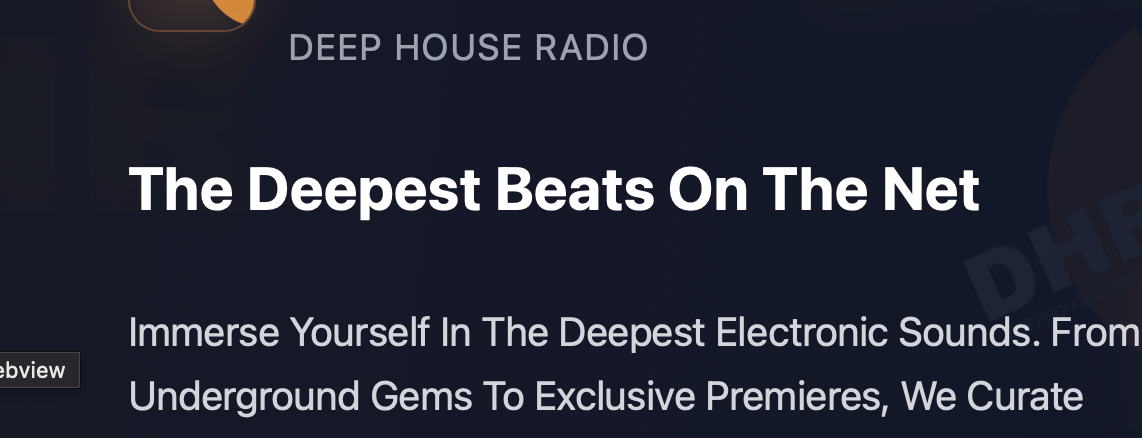 DEEP HOUSE RADIO
The Deepest Beats On The Net
DHR
Immerse Yourself In The Deepest Electronic Sounds. From
ebview
Underground Gems To Exclusive Premieres, We Curate